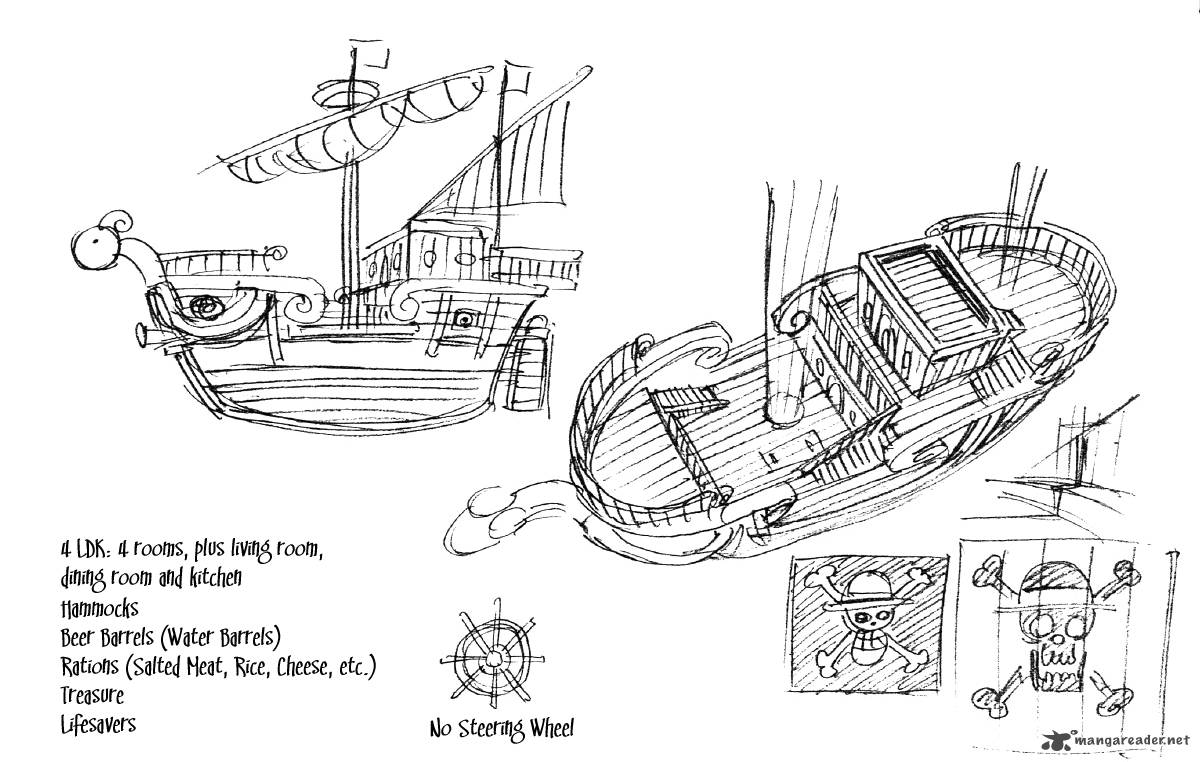 4 LDK: 4 rooms, plus living room,
dining room and kitchen
Hammocks
Beer Barrels (Water Barrels)
Rations (Salted Meat, Rice, Cheese, etc.)
Treasure
Lifesavers
No Steering Wheel
mangareader.net